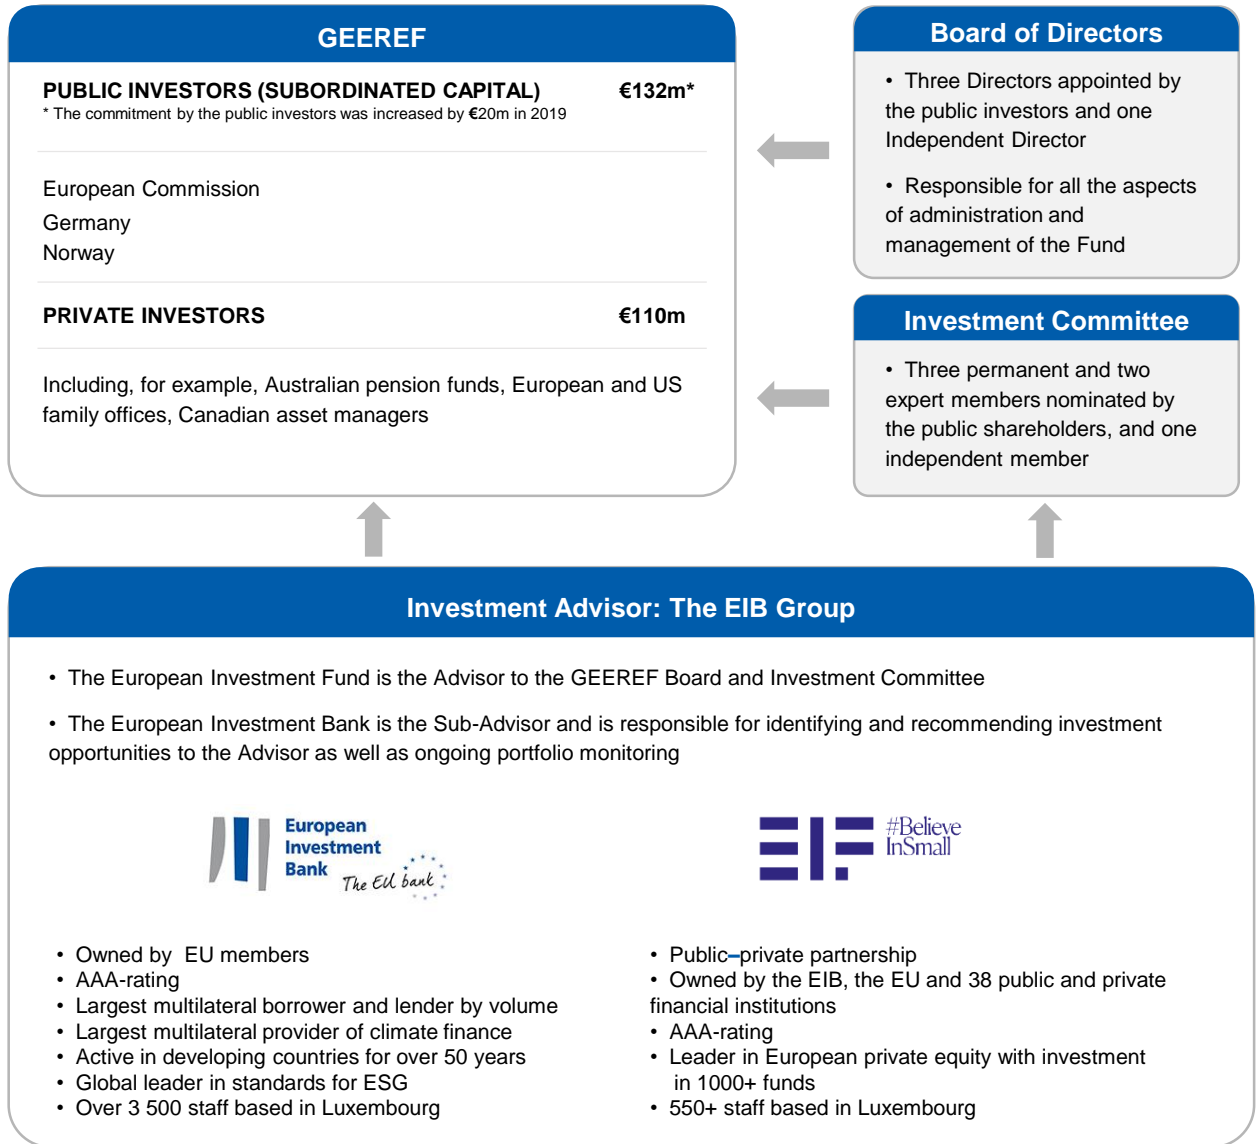 GEEREF
PUBLIC INVESTORS (SUBORDINATED CAPITAL) €132m*
* The commitment by the public investors was increased by €20m in 2019
European Commission
Germany
Norway
PRIVATE INVESTORS €110m
Including, for example, Australian pension funds, European and US
family offices, Canadian asset managers
Board of Directors
• Three Directors appointed by
the public investors and one
Independent Director
• Responsible for all the aspects
of administration and
management of the Fund
Investment Committee
• Three permanent and two
expert members nominated by
the public shareholders, and one
independent member
Investment Advisor: The EIB Group
• The European Investment Fund is the Advisor to the GEEREF Board and Investment Committee
• The European Investment Bank is the Sub-Advisor and is responsible for identifying and recommending investment
opportunities to the Advisor as well as ongoing portfolio monitoring
European
Investment
Bank
The EU bank
• Owned by EU members
• AAA-rating
• Largest multilateral borrower and lender by volume
• Largest multilateral provider of climate finance
• Active in developing countries for over 50 years
• Global leader in standards for ESG
• Over 3 500 staff based in Luxembourg
EIF
#Believe
InSmall
• Public–private partnership
• Owned by the EIB, the EU and 38 public and private
financial institutions
• AAA-rating
• Leader in European private equity with investment
in 1000+ funds
• 550+ staff based in Luxembourg